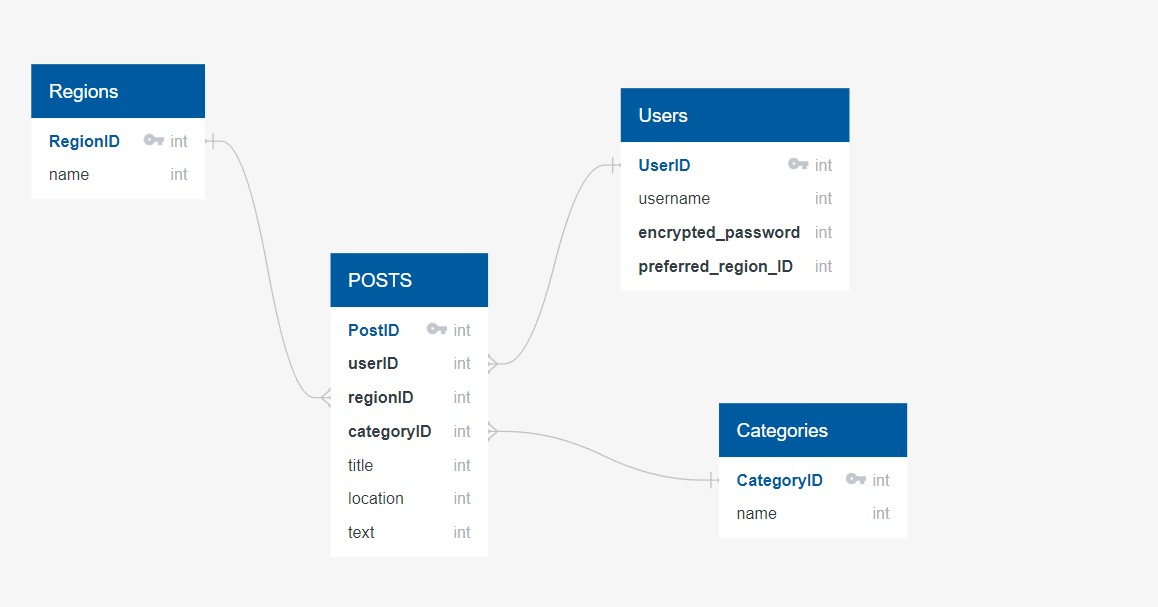 Regions
RegionID int
name int
Users
UserID int
username int
encrypted_password int
preferred_region_ID int
POSTS
PostID int
userID int
regionID int
categoryID int
title int
location int
text int
Categories
CategoryID int
name int